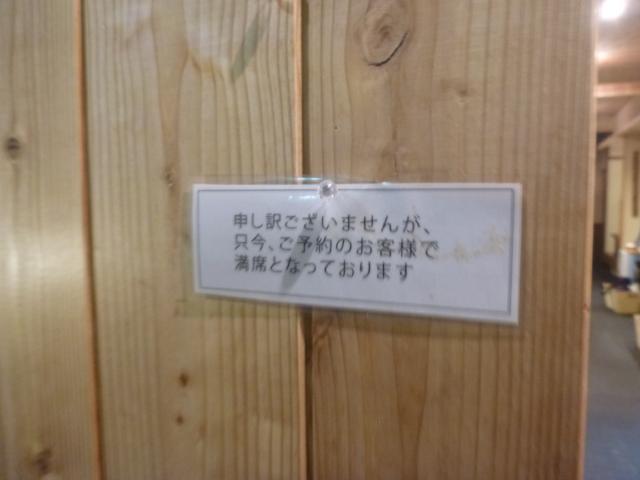 申し訳ございませんが、
只今、ご予約のお客様で
満席となっております